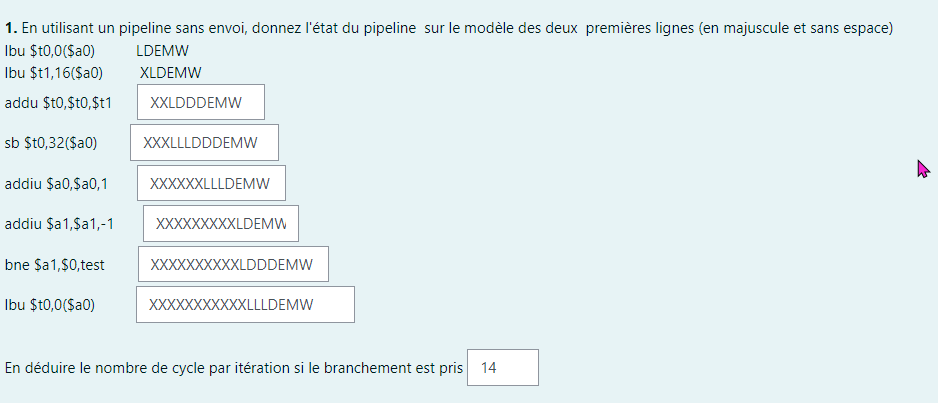 1. En utilisant un pipeline sans envoi, donnez l'état du pipeline sur le modèle des deux premières lignes (en majuscule et sans espace)
lbu $t0,0($a0) LDEMW
lbu $t1,16($a0) XLDEMW
addu $t0,$t0,$t1 XXLDDDEMW
sb $t0,32($a0) XXXLLLDDDEMW
addiu $a0,$a0,1 XXXXXXLLLDEMW
addiu $a1,$a1,-1 XXXXXXXXXLDEMW
bne $a1,$0,test XXXXXXXXXXLDDDEMW
lbu $t0,0($a0) XXXXXXXXXXXLLLDEMW
En déduire le nombre de cycle par itération si le branchement est pris 14